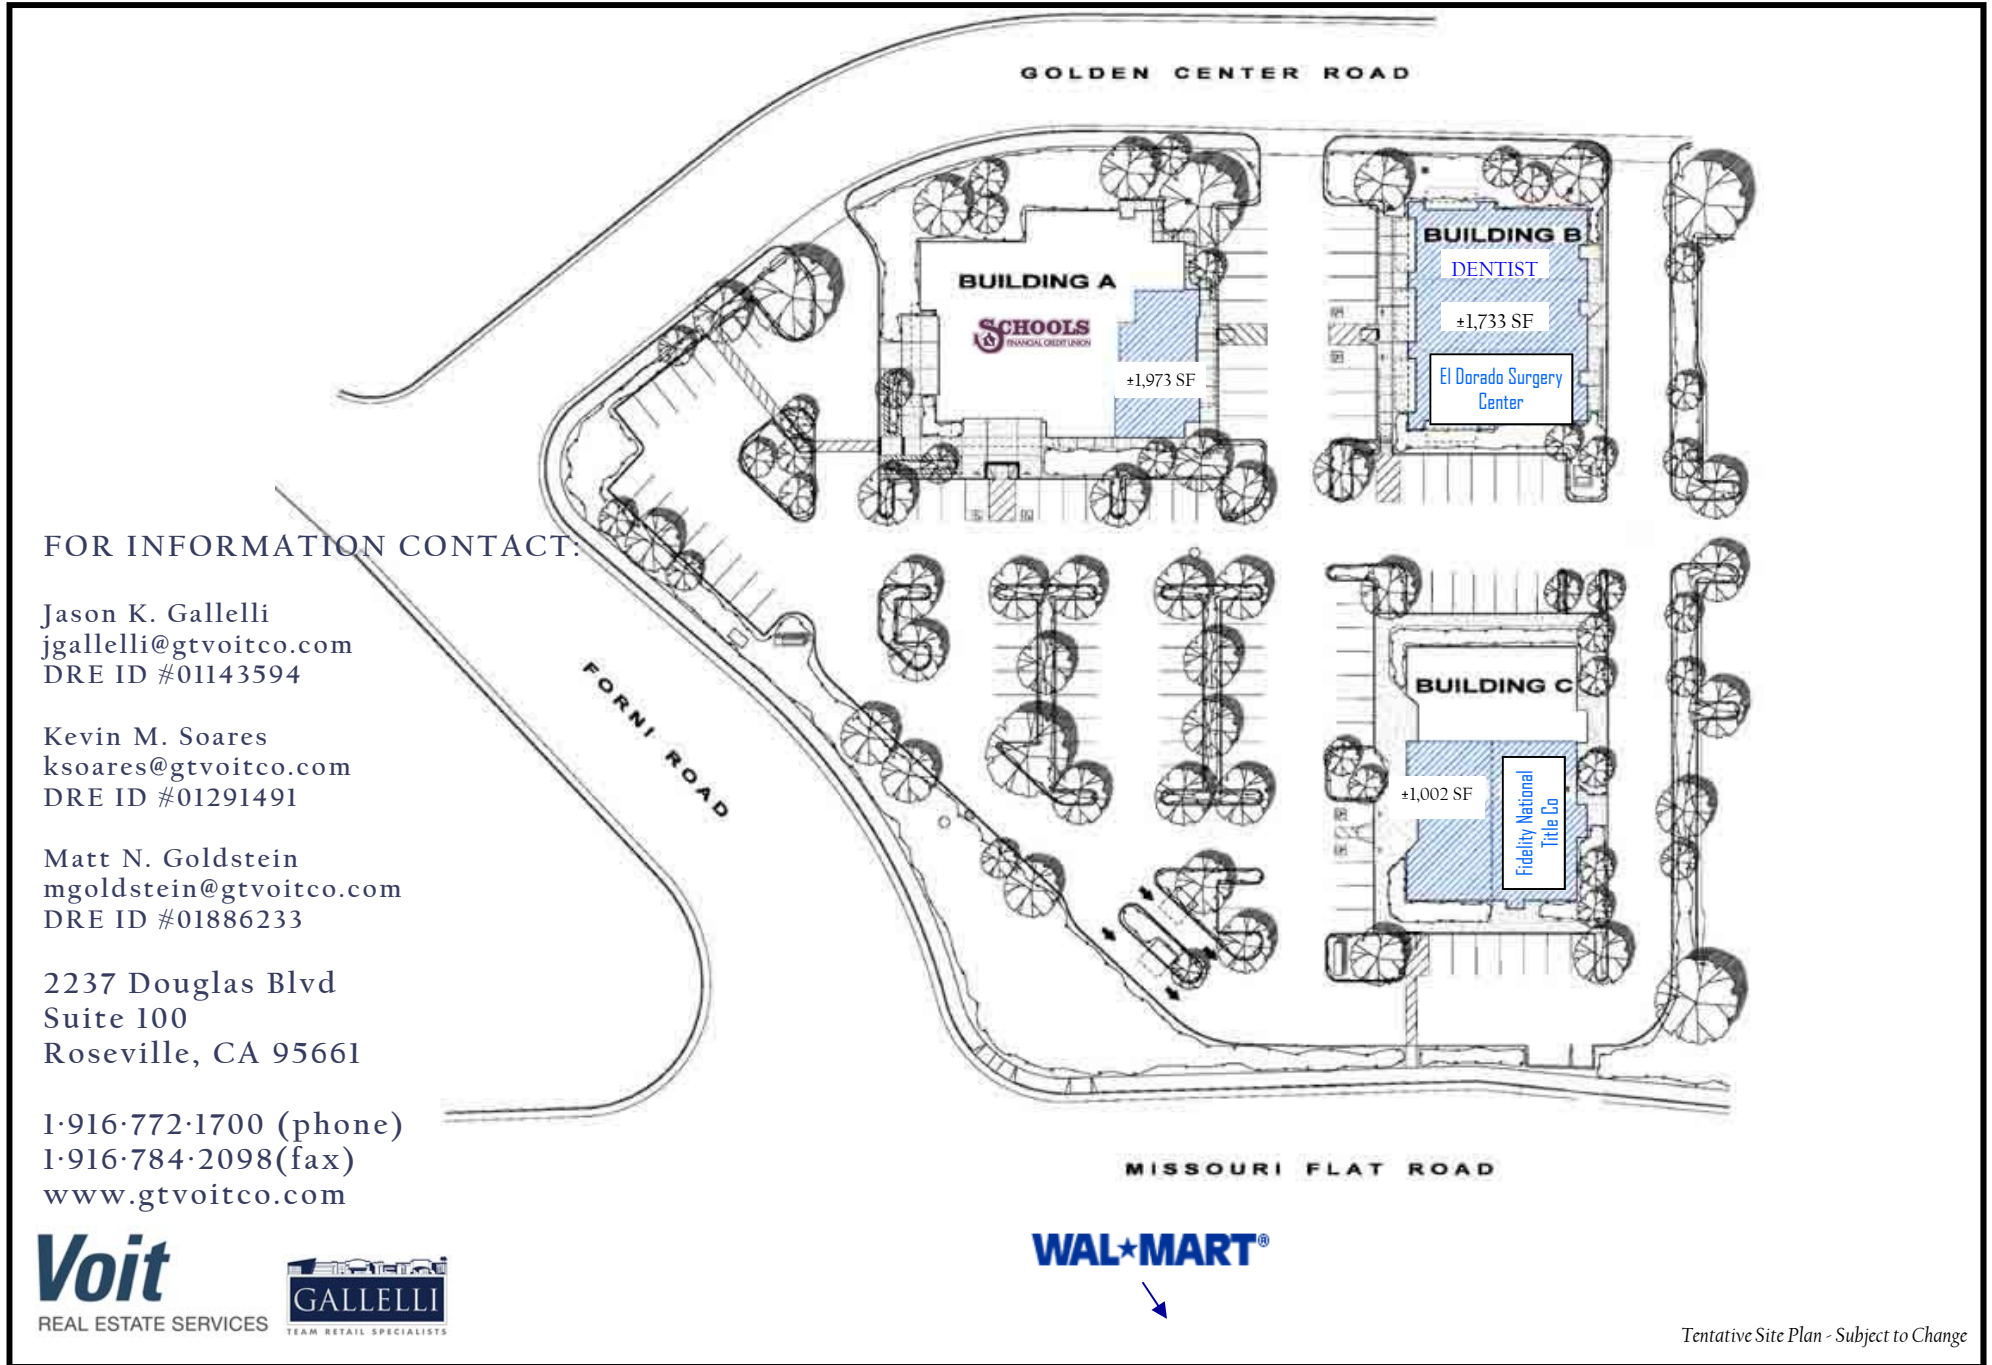 GOLDEN CENTER ROAD
BUILDING A
SCHOOLS
FINANCIAL CREDIT UNION
±1,973 SF
BUILDING B
DENTIST
±1,733 SF
El Dorado Surgery
Center
FOR INFORMATION CONTACT:
Jason K. Gallelli
jgallelli@gtvoitco.com
DRE ID #01143594
Kevin M. Soares
ksoares@gtvoitco.com
DRE ID #01291491
Matt N. Goldstein
mgoldstein@gtvoitco.com
DRE ID #01886233
2237 Douglas Blvd
Suite 100
Roseville, CA 95661
1·916·772·1700 (phone)
1·916·784·2098(fax)
www.gtvoitco.com
FORNI ROAD
BUILDING C
±1,002 SF
Fidelity National
Title Co
MISSOURI FLAT ROAD
WAL★MART®
Voit
REAL ESTATE SERVICES
GALLELLI
TEAM RETAIL SPECIALISTS
Tentative Site Plan - Subject to Change